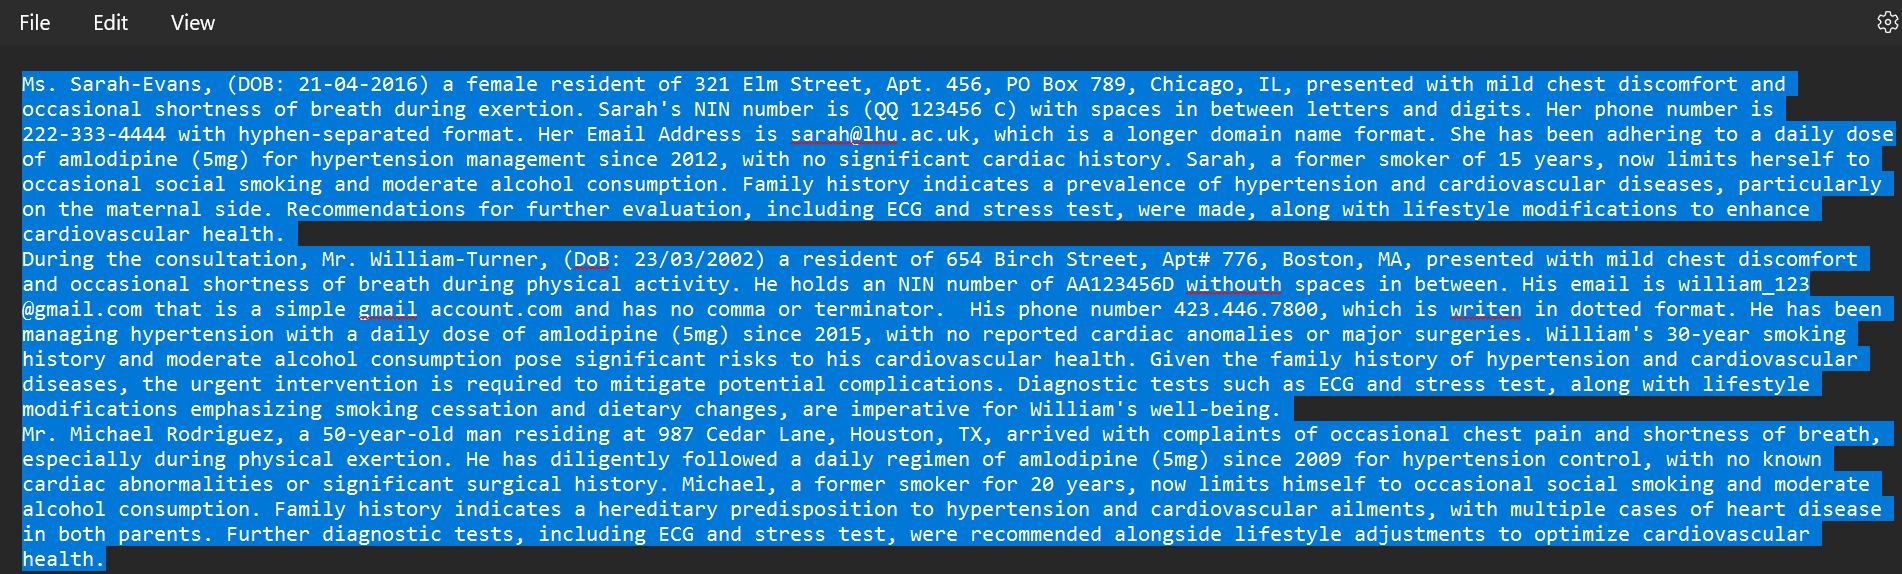 File Edit View
Ms. Sarah-Evans, (DOB: 21-04-2016) a female resident of 321 Elm Street, Apt. 456, PO Box 789, Chicago, IL, presented with mild chest discomfort and
occasional shortness of breath during exertion. Sarah's NIN number is (QQ 123456 C) with spaces in between letters and digits. Her phone number is
222-333-4444 with hyphen-separated format. Her Email Address is sarah@lhu.ac.uk, which is a longer domain name format. She has been adhering to a daily dose
of amlodipine (5mg) for hypertension management since 2012, with no significant cardiac history. Sarah, a former smoker of 15 years, now limits herself to
occasional social smoking and moderate alcohol consumption. Family history indicates a prevalence of hypertension and cardiovascular diseases, particularly
on the maternal side. Recommendations for further evaluation, including ECG and stress test, were made, along with lifestyle modifications to enhance
cardiovascular health.
During the consultation, Mr. William-Turner, (DoB: 23/03/2002) a resident of 654 Birch Street, Apt# 776, Boston, MA, presented with mild chest discomfort
and occasional shortness of breath during physical activity. He holds an NIN number of AA123456D withouth spaces in between. His email is william_123
@gmail.com that is a simple gmail account.com and has no comma or terminator.  His phone number 423.446.7800, which is writen in dotted format. He has been
managing hypertension with a daily dose of amlodipine (5mg) since 2015, with no reported cardiac anomalies or major surgeries. William's 30-year smoking
history and moderate alcohol consumption pose significant risks to his cardiovascular health. Given the family history of hypertension and cardiovascular
diseases, the urgent intervention is required to mitigate potential complications. Diagnostic tests such as ECG and stress test, along with lifestyle
modifications emphasizing smoking cessation and dietary changes, are imperative for William's well-being.
Mr. Michael Rodriguez, a 50-year-old man residing at 987 Cedar Lane, Houston, TX, arrived with complaints of occasional chest pain and shortness of breath,
especially during physical exertion. He has diligently followed a daily regimen of amlodipine (5mg) since 2009 for hypertension control, with no known
cardiac abnormalities or significant surgical history. Michael, a former smoker for 20 years, now limits himself to occasional social smoking and moderate
alcohol consumption. Family history indicates a hereditary predisposition to hypertension and cardiovascular ailments, with multiple cases of heart disease
in both parents. Further diagnostic tests, including ECG and stress test, were recommended alongside lifestyle adjustments to optimize cardiovascular
health.